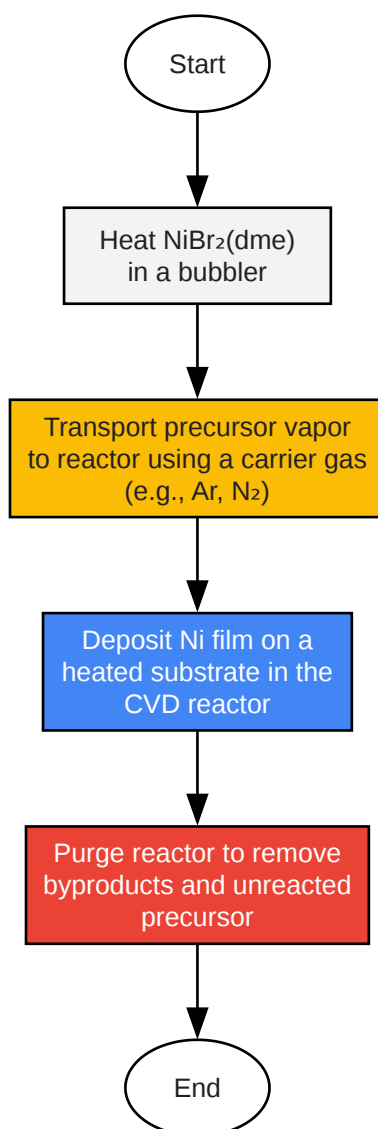 Start
Heat NiBr₂(dme)
in a bubbler
Transport precursor vapor
to reactor using a carrier gas
(e.g., Ar, N₂)
Deposit Ni film on a
heated substrate in the
CVD reactor
Purge reactor to remove
byproducts and unreacted
precursor
End